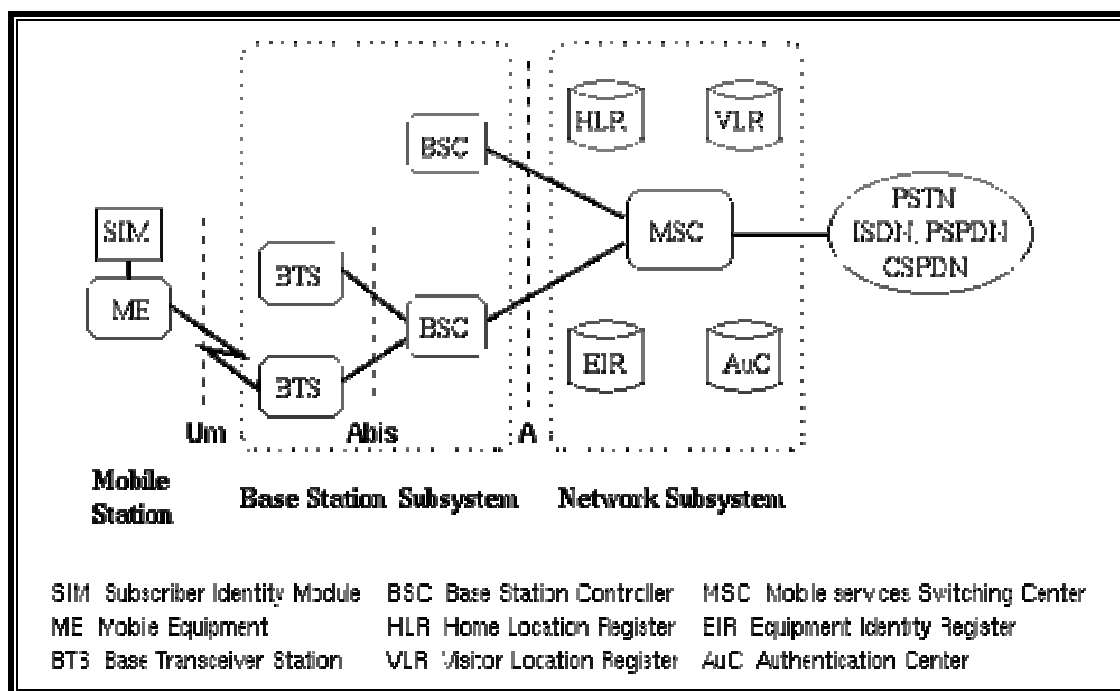 HLR
VLR
BSC
SIM
MSC
PSTN
ISDN, PSPDN
CSPDN
BTS
ME
BSC
EIR
AuC
BTS
Um
Abis
A
Mobile
Station
Base Station Subsystem
Network Subsystem
SIM Subscriber Identity Module BSC Base Station Controller MSC Mobile services Switching Center
ME Mobile Equipment HLR Home Location Register EIR Equipment Identity Register
BTS Base Transceiver Station VLR Visitor Location Register AuC Authentication Center